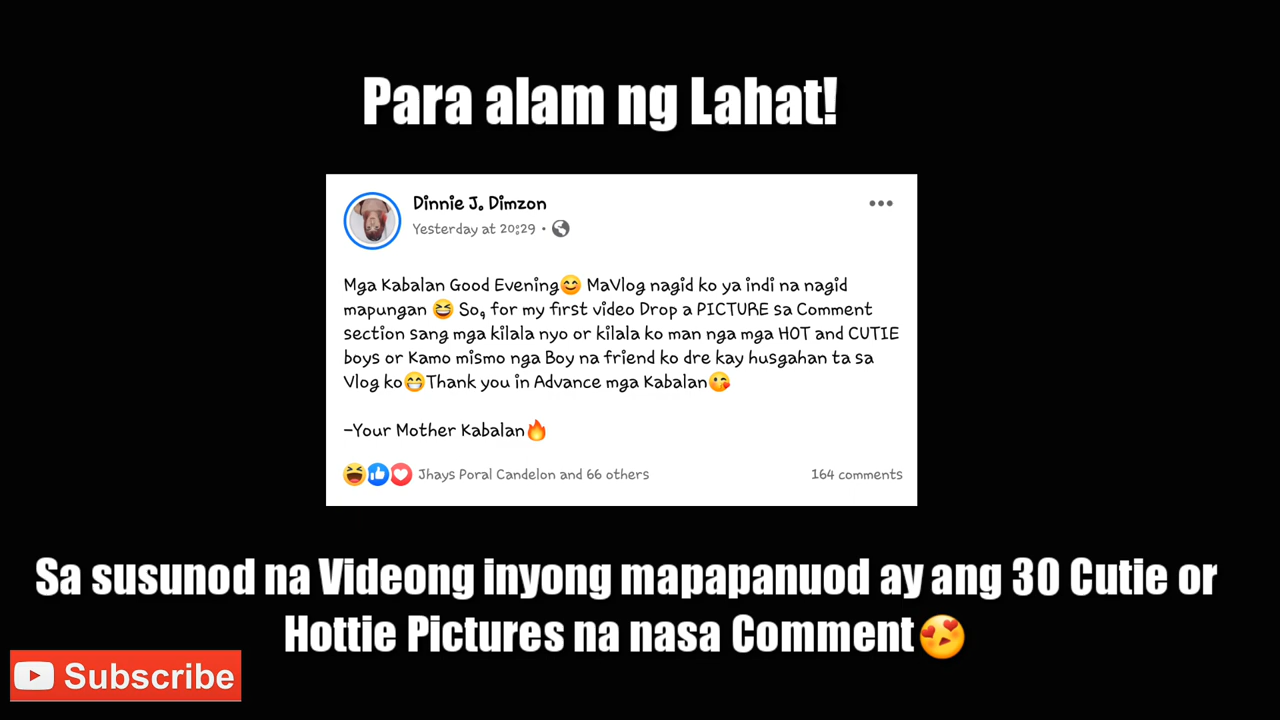 Para alam ng Lahat!
Dinnie J. Dimzon
Yesterday at 20:29 ·
Mga Kabalan Good Evening😊 MaVlog nagid ko ya indi na nagid
mapungan 😆 So, for my first video Drop a PICTURE sa Comment
section sang mga kilala nyo or kilala ko man nga mga HOT and CUTIE
boys or Kamo mismo nga Boy na friend ko dre kay husgahan ta sa
Vlog ko😁Thank you in Advance mga Kabalan😘
-Your Mother Kabalan🔥
Jhays Poral Candelon and 66 others 164 comments
Sa susunod na Videong inyong mapapanuod ay ang 30 Cutie or
Hottie Pictures na nasa Comment😍
Subscribe